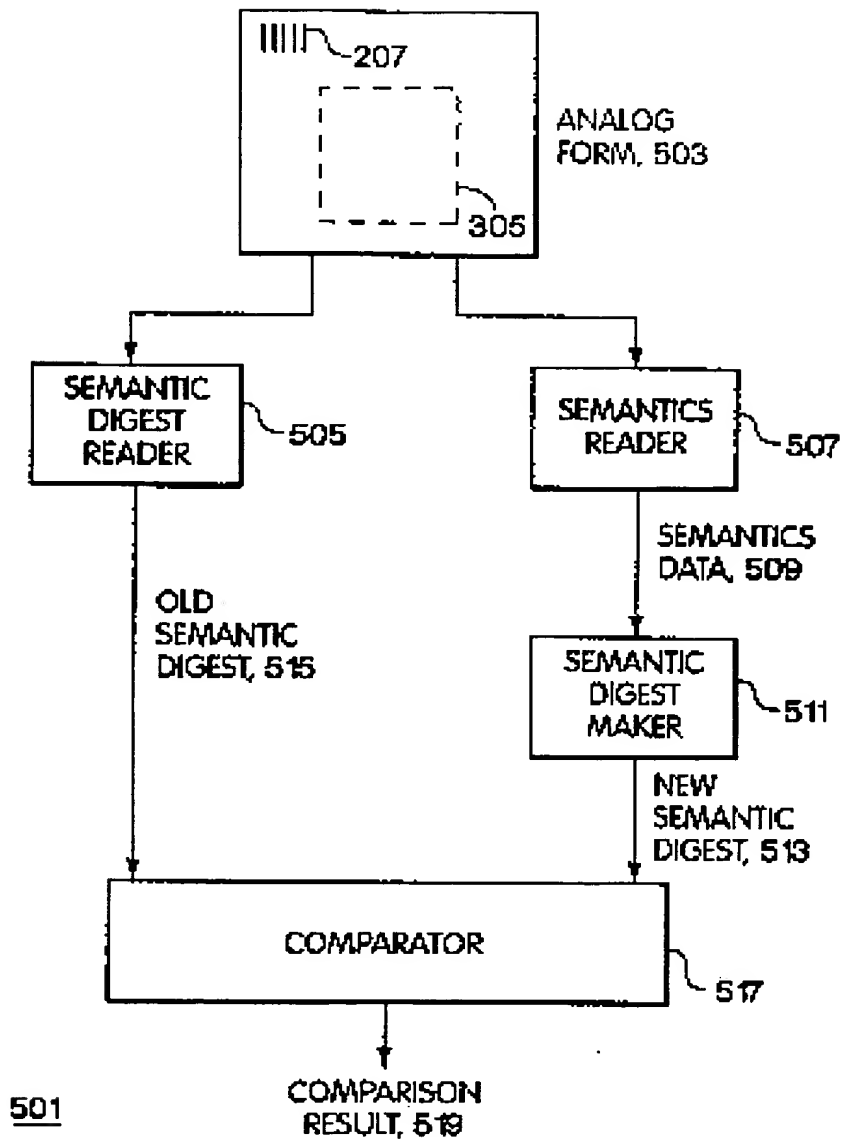 207
ANALOG
FORM, 503
305
SEMANTIC
DIGEST
READER
505
SEMANTICS
READER
507
SEMANTICS
DATA, 509
OLD
SEMANTIC
DIGEST, 515
SEMANTIC
DIGEST
MAKER
511
NEW
SEMANTIC
DIGEST, 513
COMPARATOR
517
COMPARISON
RESULT, 519
501